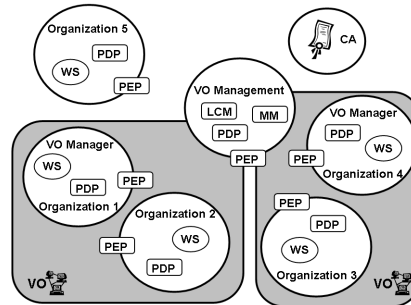 Organization 5
PDP
WS
PEP
CA
VO Management
LCM
MM
PDP
PEP
VO Manager
WS
PDP
PEP
Organization 1
Organization 2
PEP
WS
PDP
VO
VO Manager
PDP
PEP
WS
Organization 4
PEP
PDP
WS
Organization 3
VO